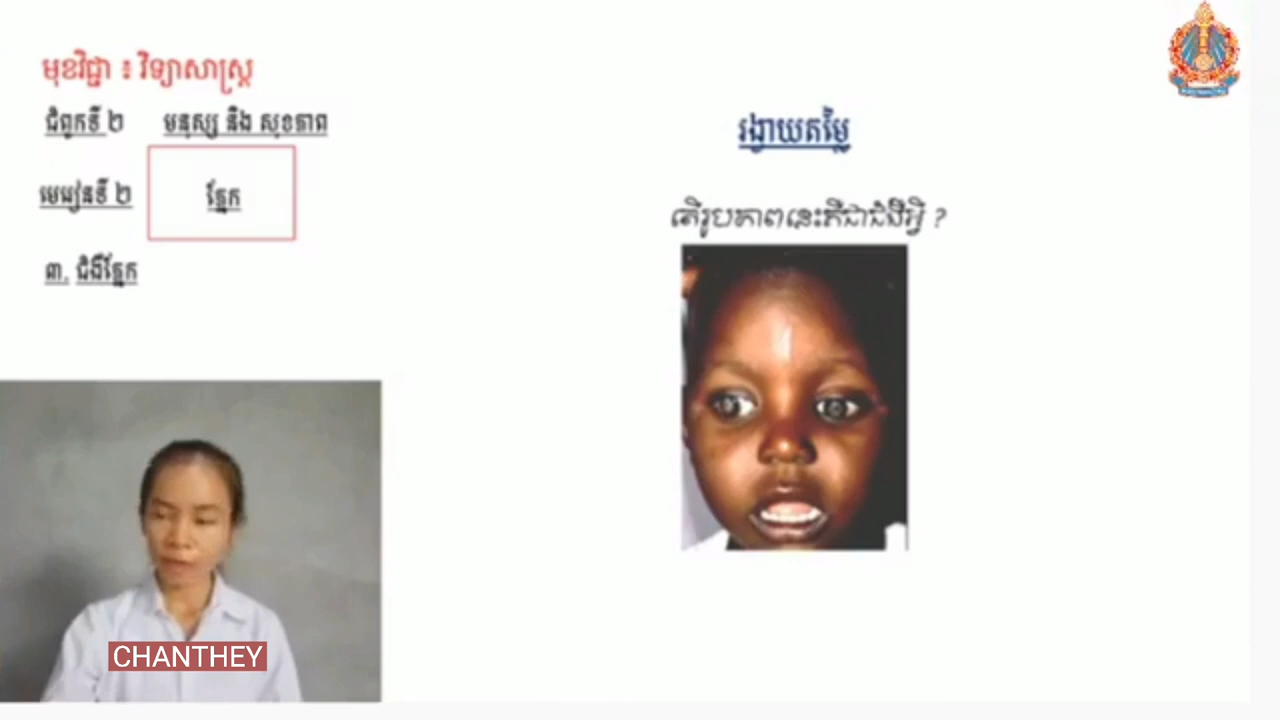 មុខវិជ្ជា ៖ វិទ្យាសាស្ត្រ
ជំពូកទី ២ មនុស្ស និង សុខភាព
មេរៀនទី ២ ភ្នែក
៣. ជំងឺភ្នែក
រង្វាយតម្លៃ
តើរូបភាពនេះគឺជាជំងឺអ្វី ?
CHANTHEY